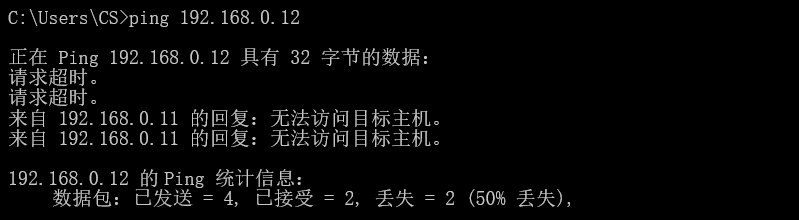 C:\Users\CS>ping 192.168.0.12
正在 Ping 192.168.0.12 具有 32 字节的数据:
请求超时。
请求超时。
来自 192.168.0.11 的回复: 无法访问目标主机。
来自 192.168.0.11 的回复: 无法访问目标主机。
192.168.0.12 的 Ping 统计信息:
数据包: 已发送 = 4, 已接受 = 2, 丢失 = 2 (50% 丢失),